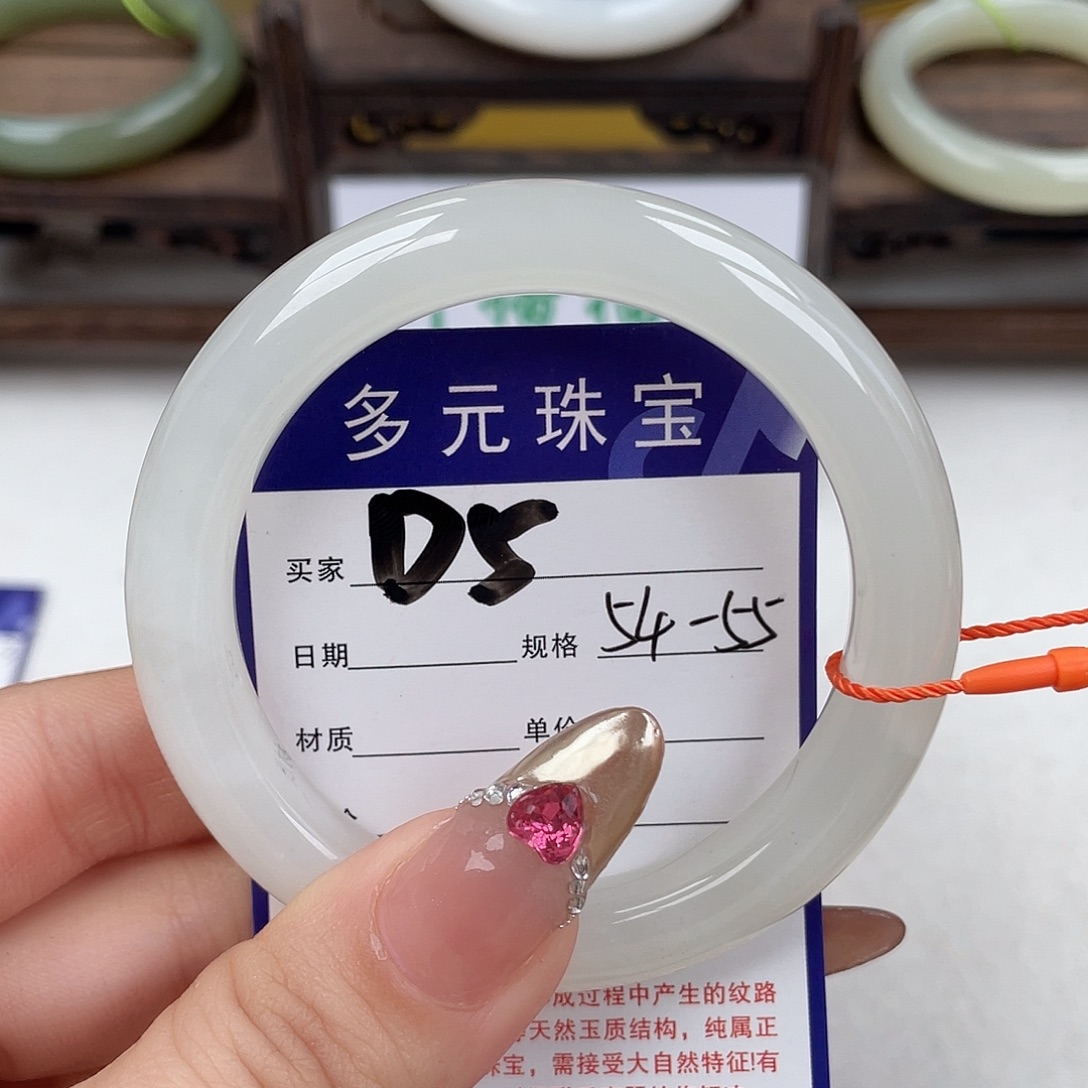 多元珠宝
买家 D5
日期 规格 54-55
材质 单价
成过程中产生的纹路
天然玉质结构，纯属正
珠宝，需接受大自然特征!有